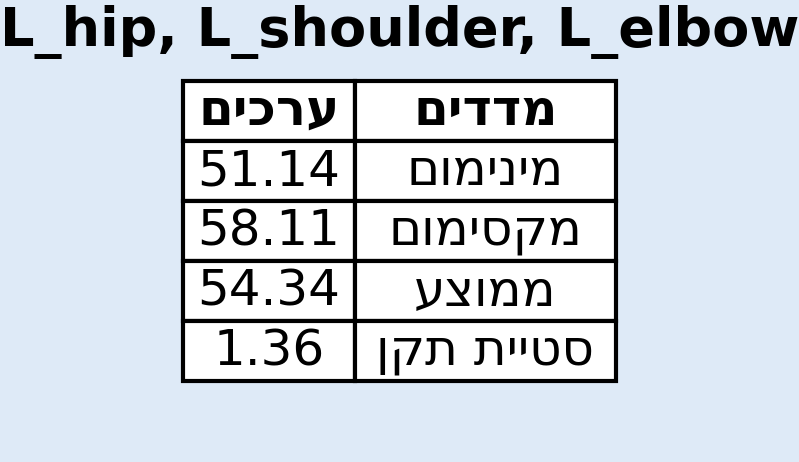 L_hip, L_shoulder, L_elbow
מדדים ערכים
מינימום 51.14
מקסימום 58.11
ממוצע 54.34
סטיית תקן 1.36